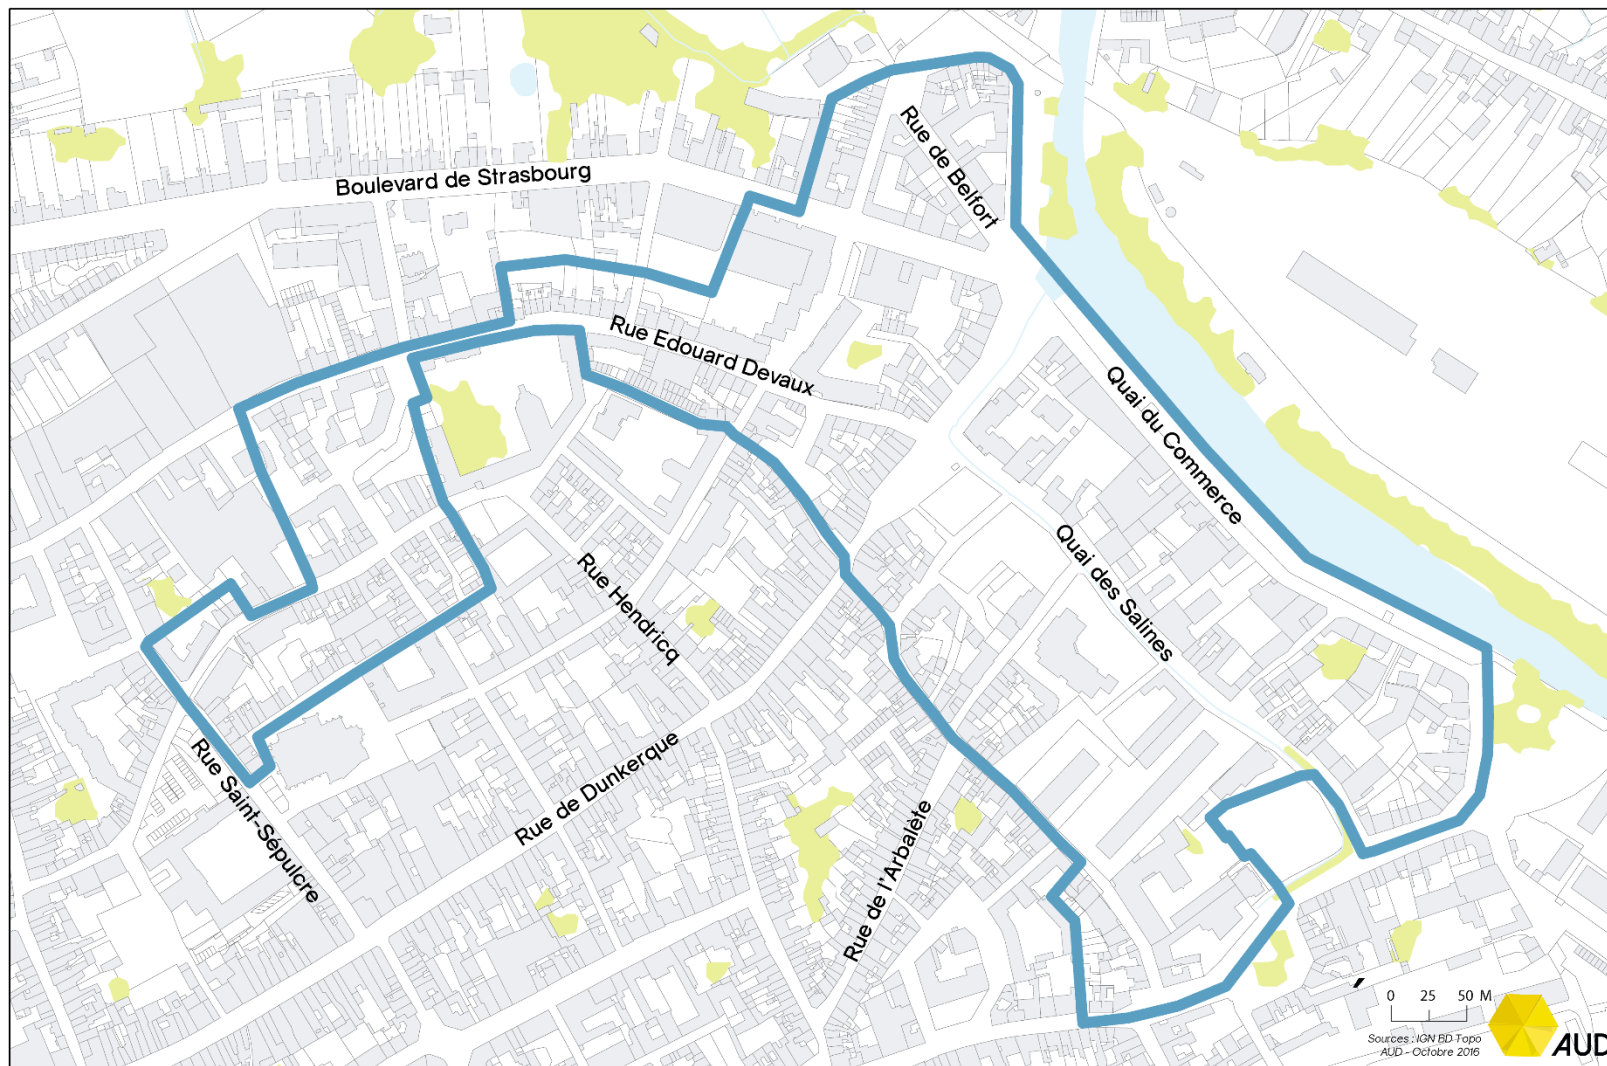 Rue de Belfort
Boulevard de Strasbourg
Rue Edouard Devaux
Quai du Commerce
Quai des Salines
Rue Hendricq
Rue de Dunkerque
Rue Saint-Sépulcre
Rue de l'Arbalète
0 25 50 M
Sources : IGN BD Topo
AUD - Octobre 2016
AUD